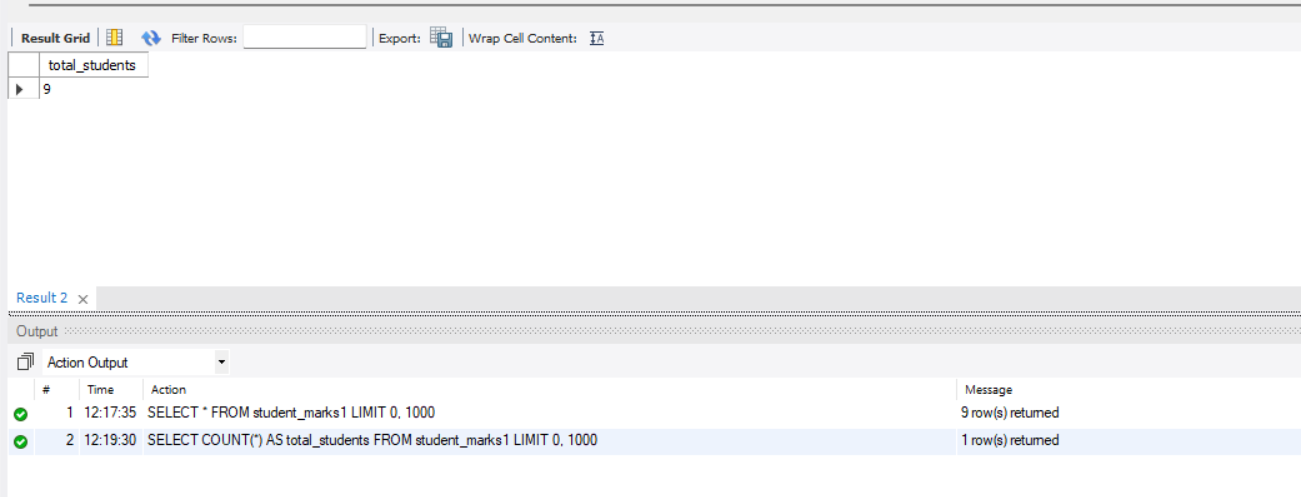 Result Grid Filter Rows: Export: Wrap Cell Content: IA
total_students
9
Result 2
Output
Action Output
# Time Action Message
1 12:17:35 SELECT * FROM student_marks1 LIMIT 0, 1000 9 row(s) returned
2 12:19:30 SELECT COUNT(*) AS total_students FROM student_marks1 LIMIT 0, 1000 1 row(s) returned